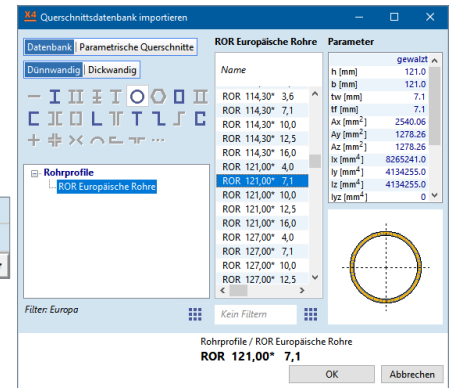 X4 Querschnittsdatenbank importieren
Datenbank Parametrische Querschnitte
Dünnwandig Dickwandig
Rohrprofile
ROR Europäische Rohre
Filter: Europa
ROR Europäische Rohre
Name
ROR 114,30* 3,6
ROR 114,30* 7,1
ROR 114,30* 10,0
ROR 114,30* 12,5
ROR 114,30* 16,0
ROR 121,00* 4,0
ROR 121,00* 7,1
ROR 121,00* 10,0
ROR 121,00* 12,5
ROR 121,00* 16,0
ROR 127,00* 4,0
ROR 127,00* 7,1
ROR 127,00* 10,0
ROR 127,00* 12,5
Kein Filtern
Parameter
gewalzt
h [mm] 121.0
b [mm] 121.0
tw [mm] 7.1
tf [mm] 7.1
Ax [mm²] 2540.06
Ay [mm²] 1278.26
Az [mm²] 1278.26
Ix [mm⁴] 8265241.0
Iy [mm⁴] 4134255.0
Iz [mm⁴] 4134255.0
Iyz [mm⁴] 0
Rohrprofile / ROR Europäische Rohre
ROR 121,00* 7,1
OK Abbrechen